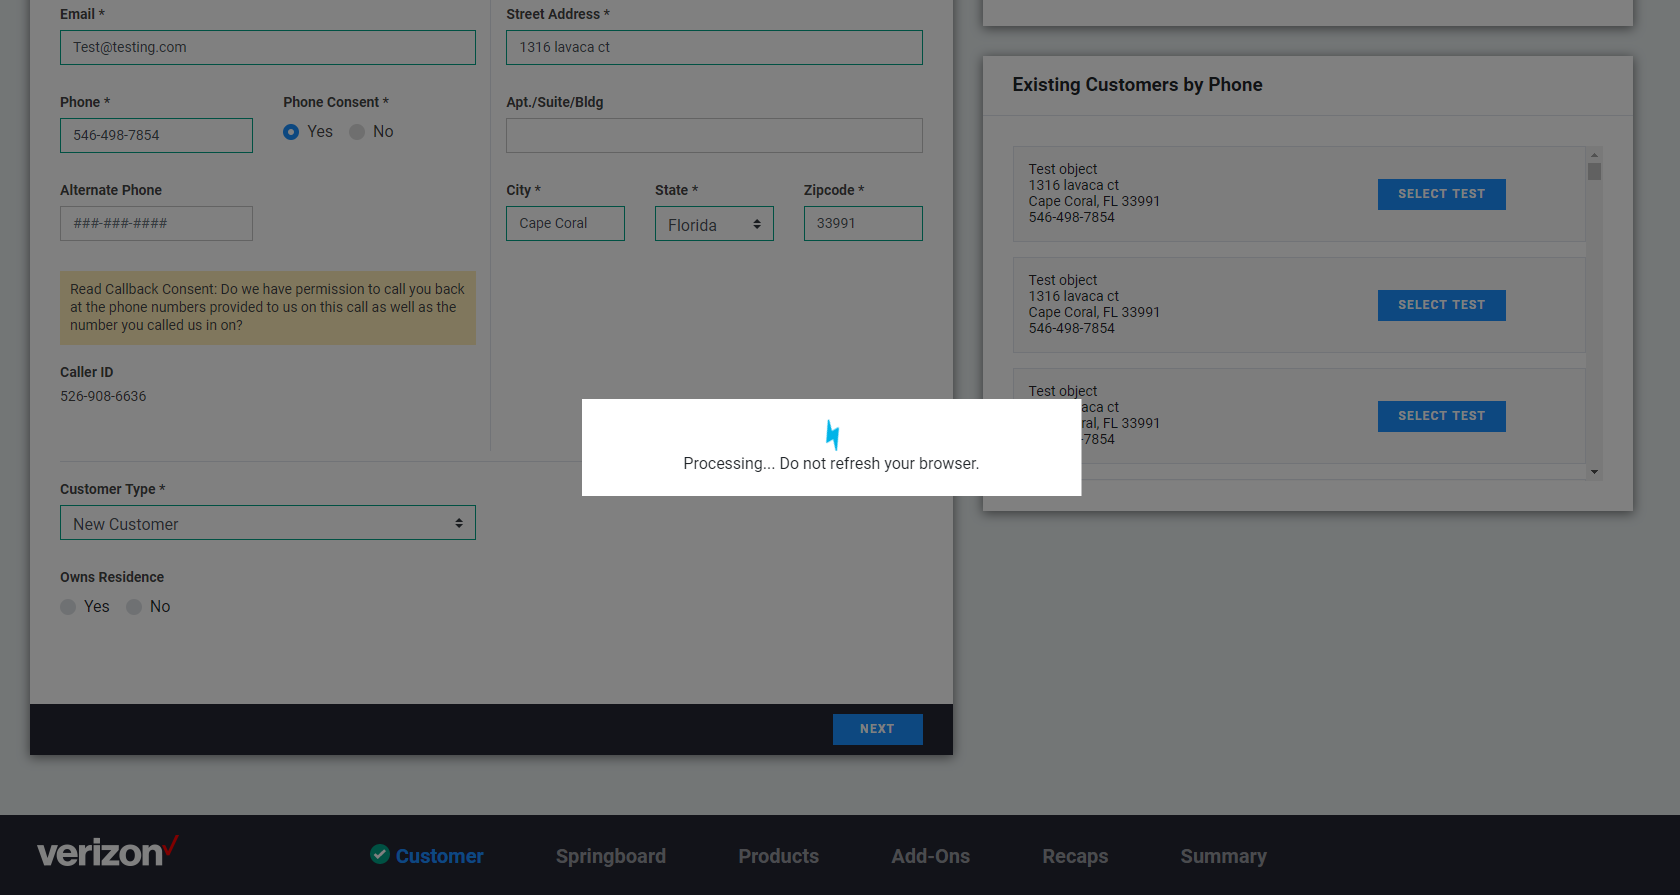 Email *
Test@testing.com
Phone *
Phone Consent *
546-498-7854
Yes
No
Alternate Phone
###-###-####
Read Callback Consent: Do we have permission to call you back
at the phone numbers provided to us on this call as well as the
number you called us in on?
Caller ID
526-908-6636
Street Address *
1316 lavaca ct
Apt./Suite/Bldg
City *
State *
Zipcode *
Cape Coral
Florida
33991
Customer Type *
New Customer
Owns Residence
Yes
No
NEXT
Existing Customers by Phone
Test object
1316 lavaca ct
Cape Coral, FL 33991
546-498-7854
SELECT TEST
Test object
1316 lavaca ct
Cape Coral, FL 33991
546-498-7854
SELECT TEST
Test object
aca ct
ral, FL 33991
-7854
SELECT TEST
Processing... Do not refresh your browser.
verizon
Customer
Springboard
Products
Add-Ons
Recaps
Summary